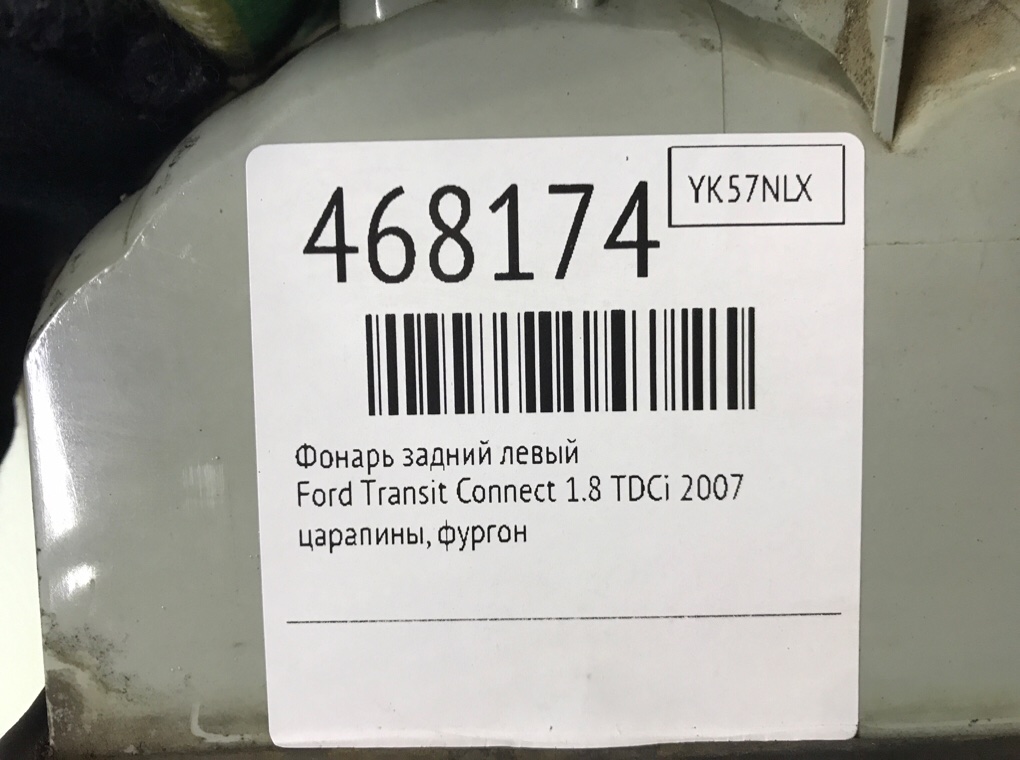 468174
YK57NLX
Фонарь задний левый
Ford Transit Connect 1.8 TDCi 2007
царапины, фургон